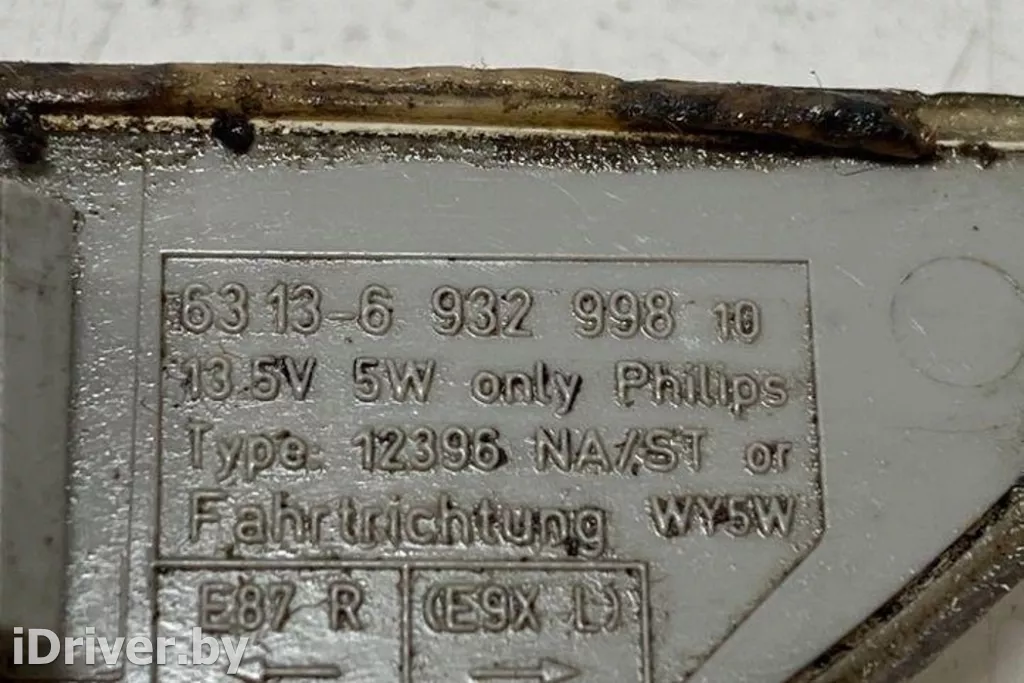 63 13-6 932 998 10
13.5V 5W only Philips
Type 12396 NA/ST or
Fahrtrichtung WY5W
E87 R (E9X L)
iDriver.by